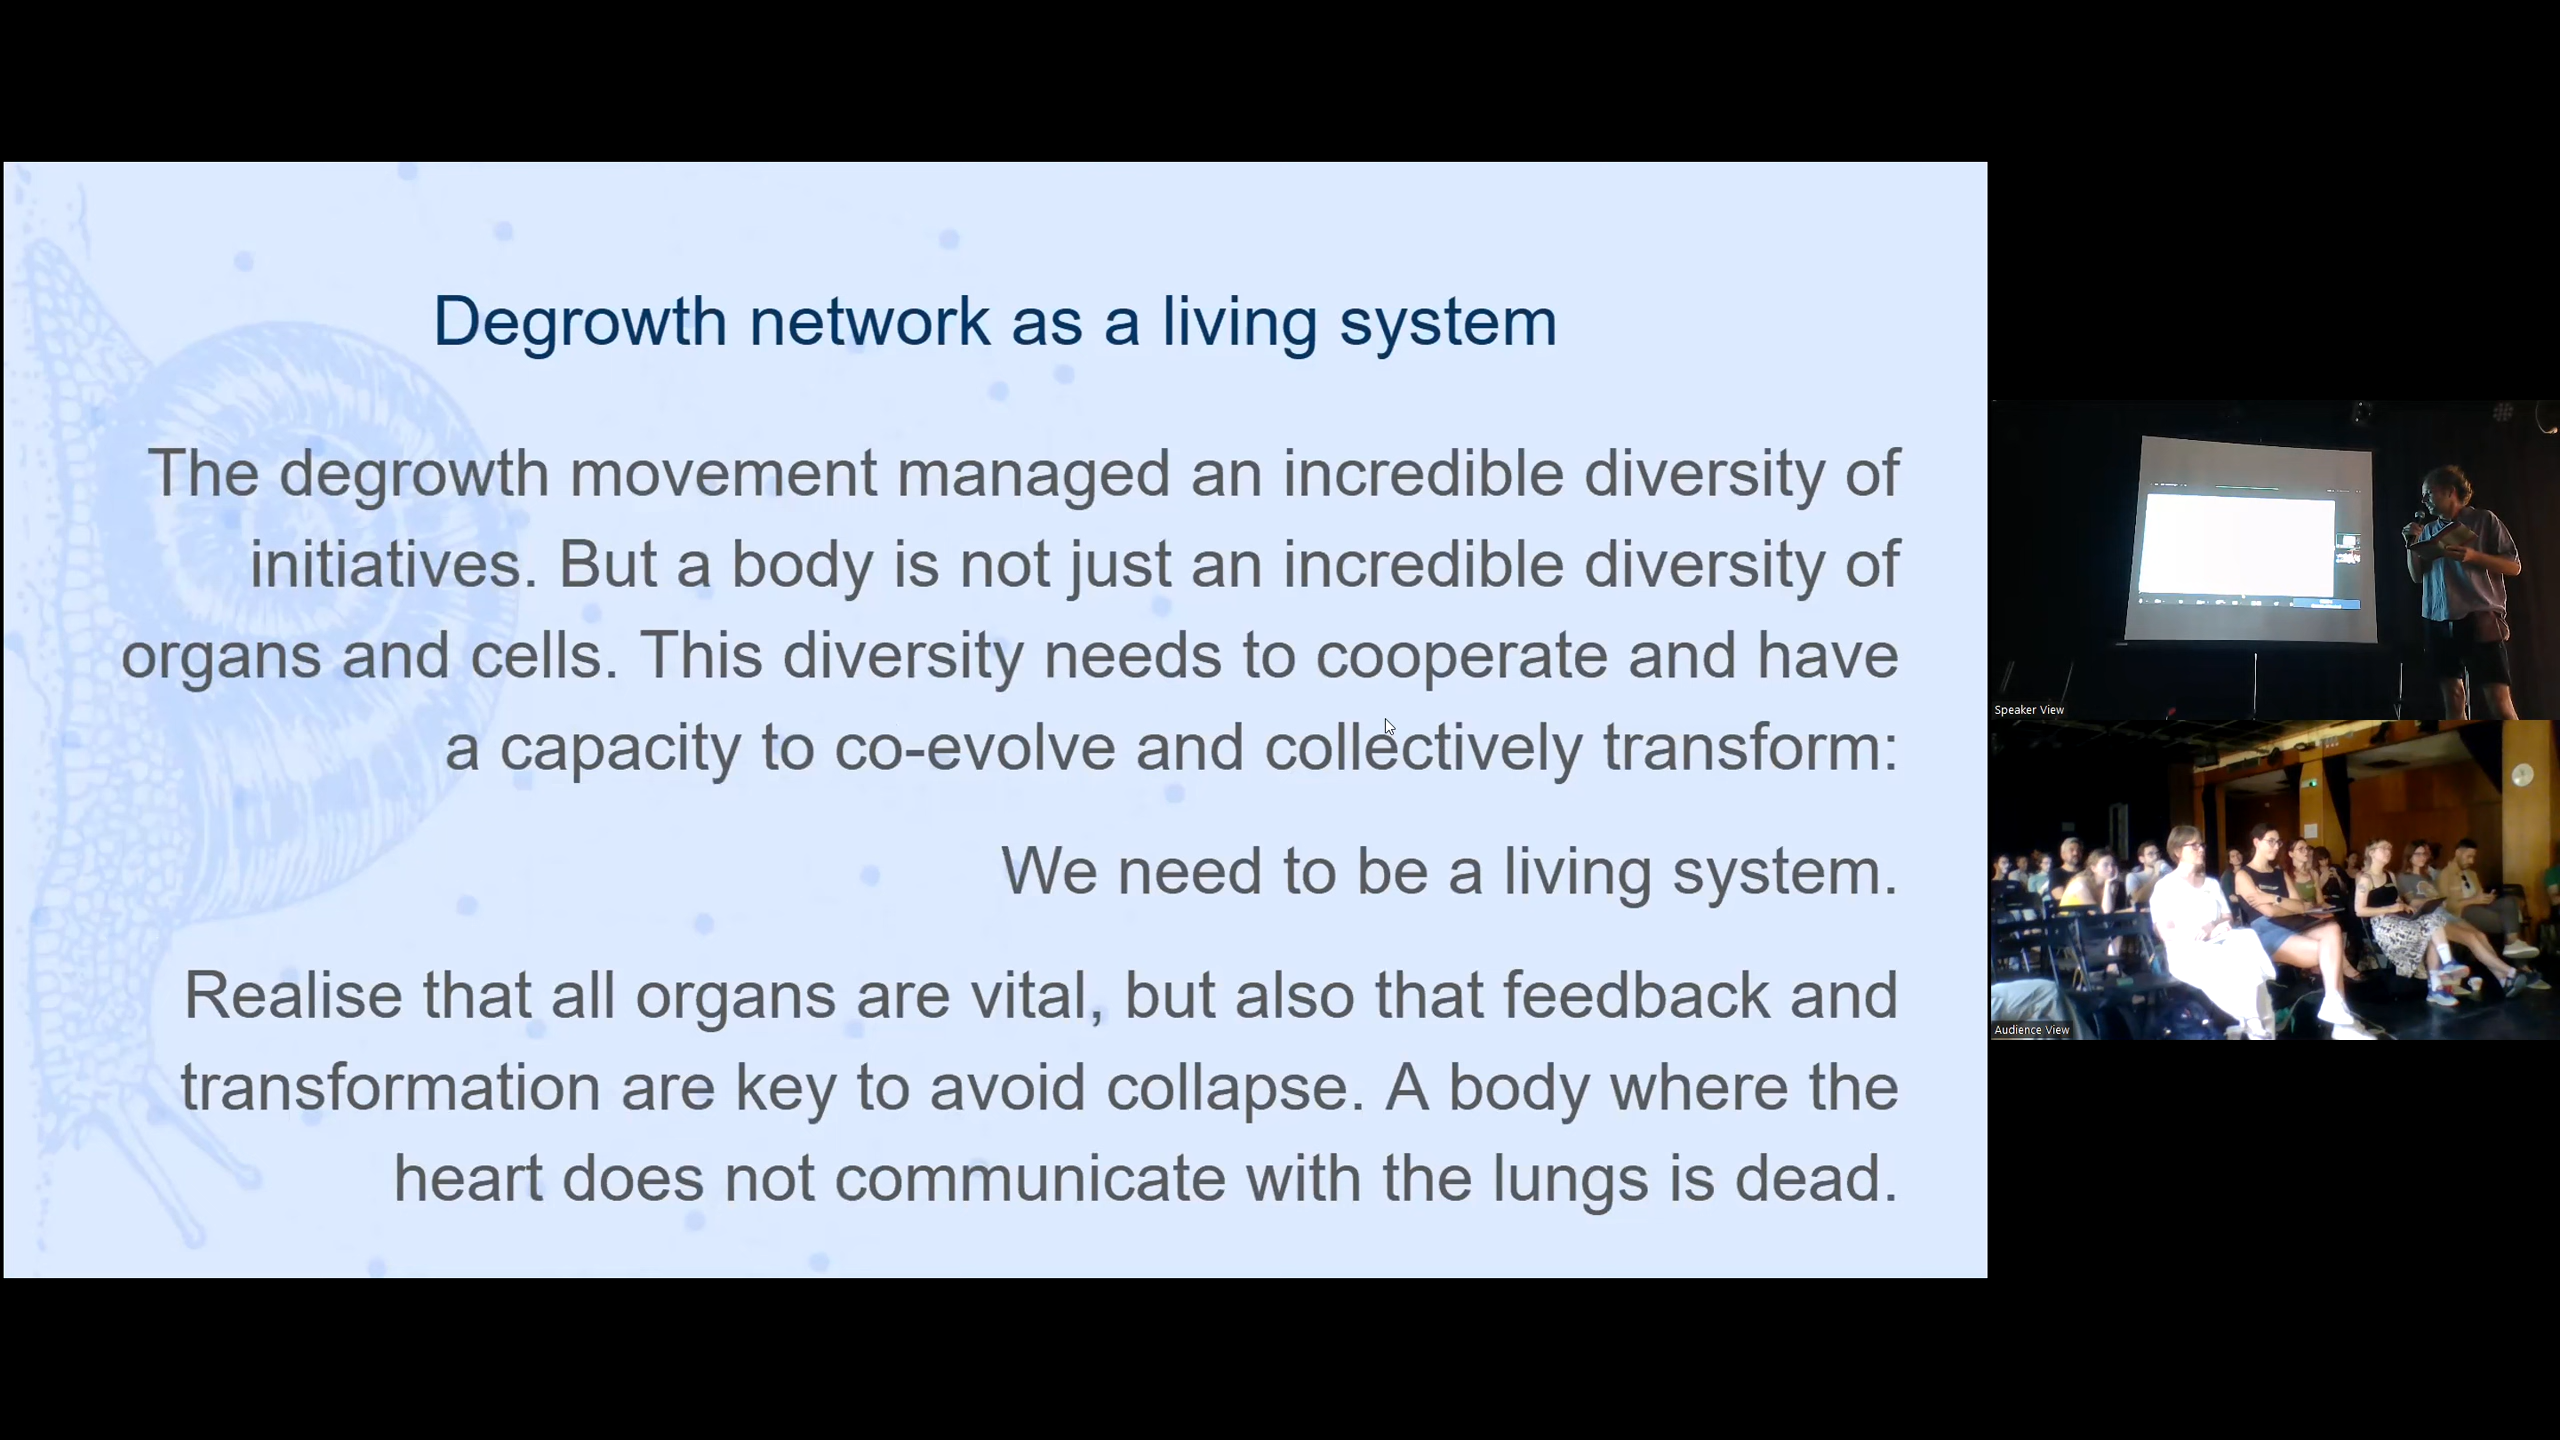 Degrowth network as a living system
The degrowth movement managed an incredible diversity of
initiatives. But a body is not just an incredible diversity of
organs and cells. This diversity needs to cooperate and have
a capacity to co-evolve and collectively transform:
We need to be a living system.
Realise that all organs are vital, but also that feedback and
transformation are key to avoid collapse. A body where the
heart does not communicate with the lungs is dead.
Speaker View
Audience View